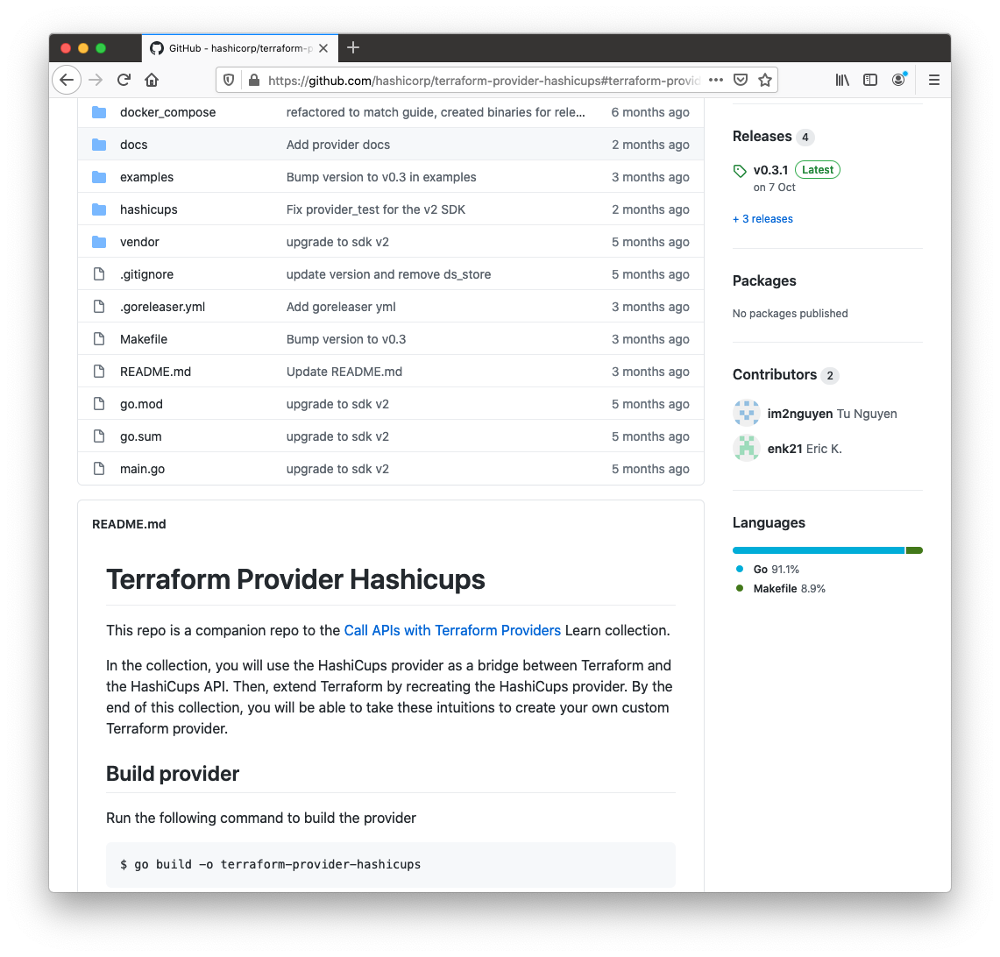 GitHub - hashicorp/terraform-p
https://github.com/hashicorp/terraform-provider-hashicups#terraform-provid
docker_compose refactored to match guide, created binaries for rele... 6 months ago
docs Add provider docs 2 months ago
examples Bump version to v0.3 in examples 3 months ago
hashicups Fix provider_test for the v2 SDK 2 months ago
vendor upgrade to sdk v2 5 months ago
.gitignore update version and remove ds_store 5 months ago
.goreleaser.yml Add goreleaser yml 3 months ago
Makefile Bump version to v0.3 3 months ago
README.md Update README.md 3 months ago
go.mod upgrade to sdk v2 5 months ago
go.sum upgrade to sdk v2 5 months ago
main.go upgrade to sdk v2 5 months ago
README.md
Terraform Provider Hashicups
This repo is a companion repo to the Call APIs with Terraform Providers Learn collection.
In the collection, you will use the HashiCups provider as a bridge between Terraform and
the HashiCups API. Then, extend Terraform by recreating the HashiCups provider. By the
end of this collection, you will be able to take these intuitions to create your own custom
Terraform provider.
Build provider
Run the following command to build the provider
$ go build -o terraform-provider-hashicups
Releases 4
v0.3.1 Latest
on 7 Oct
+ 3 releases
Packages
No packages published
Contributors 2
im2nguyen Tu Nguyen
enk21 Eric K.
Languages
Go 91.1%
Makefile 8.9%